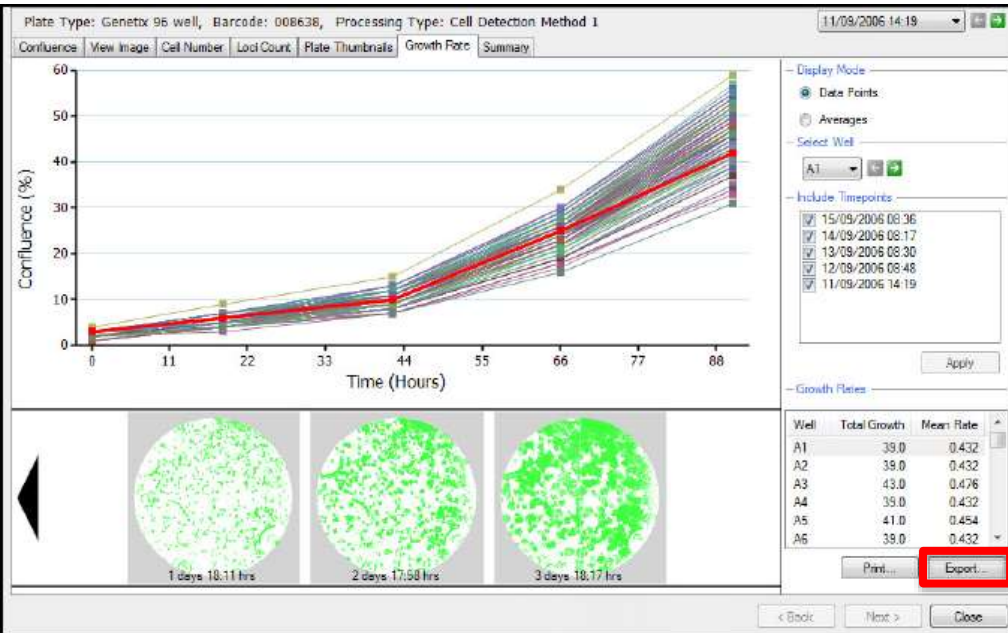 Plate Type: Genetix 96 well, Barcode: 008638, Processing Type: Cell Detection Method 1
11/09/2006 14:19
Confluence View Image Cell Number Loci Count Plate Thumbnails Growth Rate Summary
60
50
40
30
20
10
0
Confluence (%)
0 11 22 33 44 55 66 77 88
Time (Hours)
1 days 18:11 hrs 2 days 17:58 hrs 3 days 18:17 hrs
Display Mode
Data Points
Averages
Select Well
A1
Include Timepoints
15/09/2006 08:36
14/09/2006 08:17
13/09/2006 08:30
12/09/2006 08:48
11/09/2006 14:19
Apply
Growth Rates
Well Total Growth Mean Rate
A1 39.0 0.432
A2 39.0 0.432
A3 43.0 0.476
A4 39.0 0.432
A5 41.0 0.454
A6 39.0 0.432
Print... Export...
< Back Next > Close